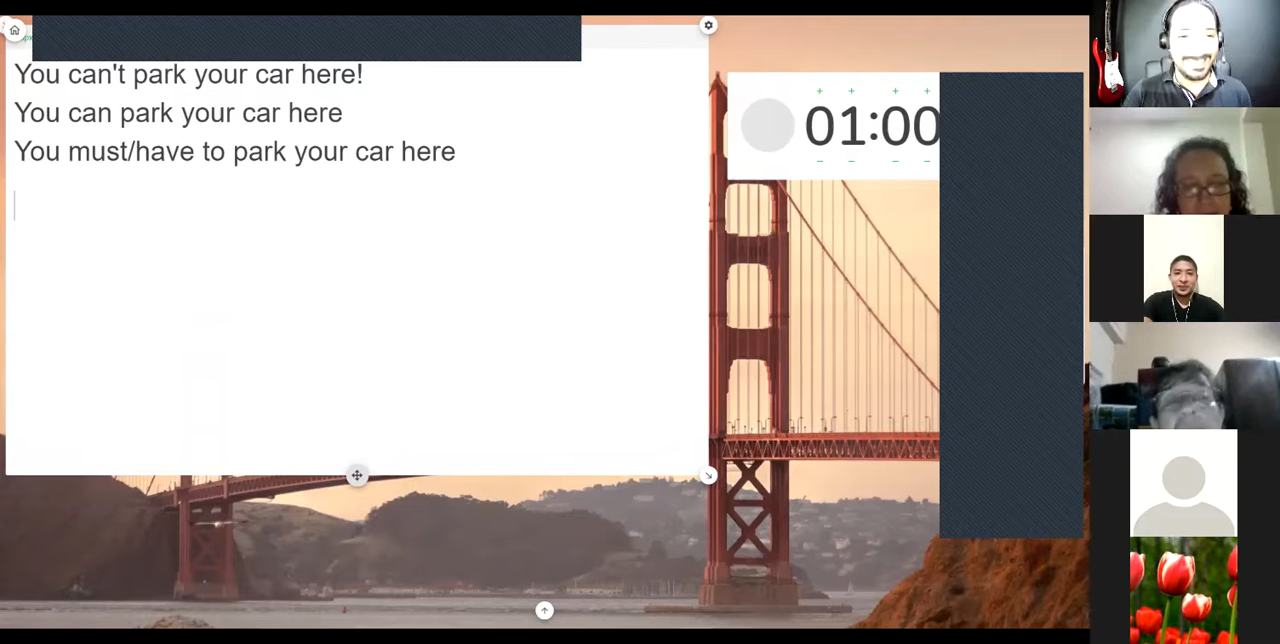 You can't park your car here!
You can park your car here
You must/have to park your car here
01:00